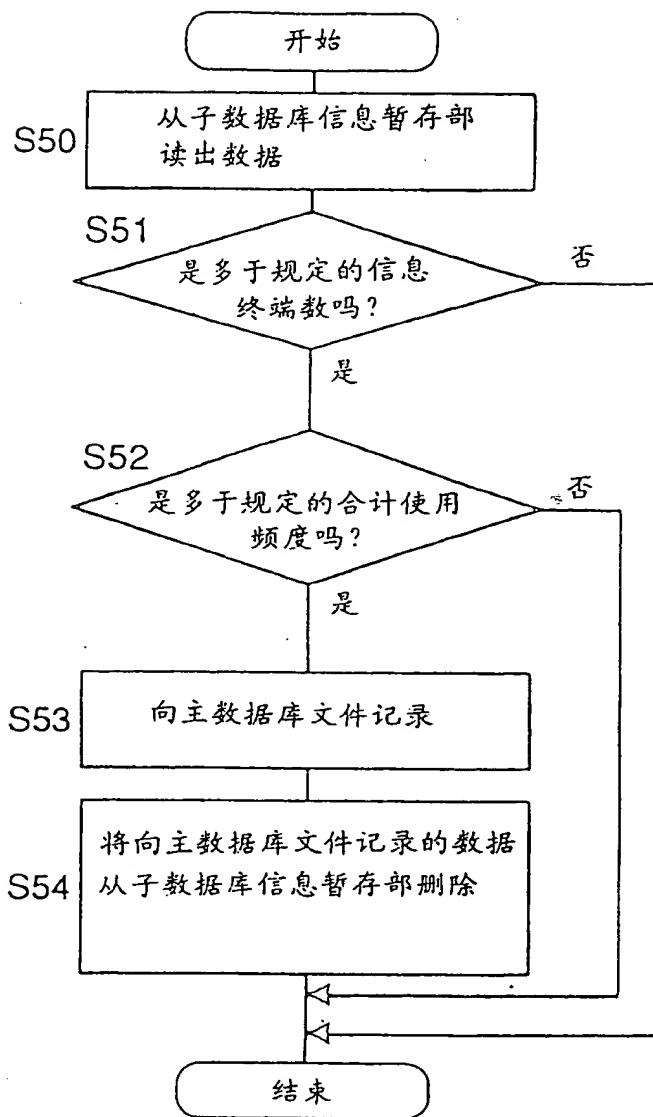 开始
S50
从子数据库信息暂存部
读出数据
S51
是多于规定的信息
终端数吗?
否
是
S52
是多于规定的合计使用
频度吗?
否
是
S53
向主数据库文件记录
S54
将向主数据库文件记录的数据
从子数据库信息暂存部删除
结束